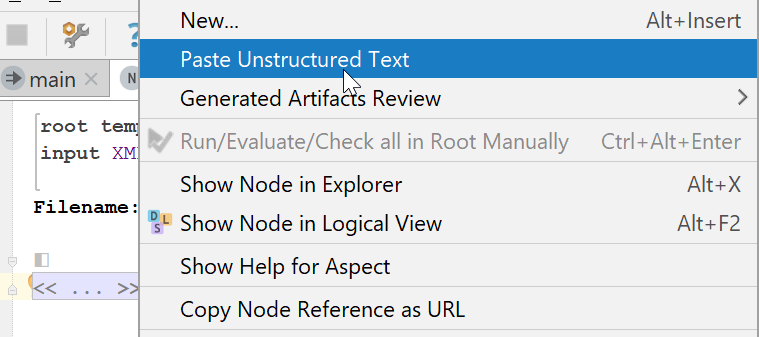 New...
Alt+Insert
Paste Unstructured Text
main
N
Generated Artifacts Review
root temp
input XM
Run/Evaluate/Check all in Root Manually
Ctrl+Alt+Enter
Show Node in Explorer
Alt+X
Filename:
DLS
Show Node in Logical View
Alt+F2
Show Help for Aspect
<< ... >>
Copy Node Reference as URL